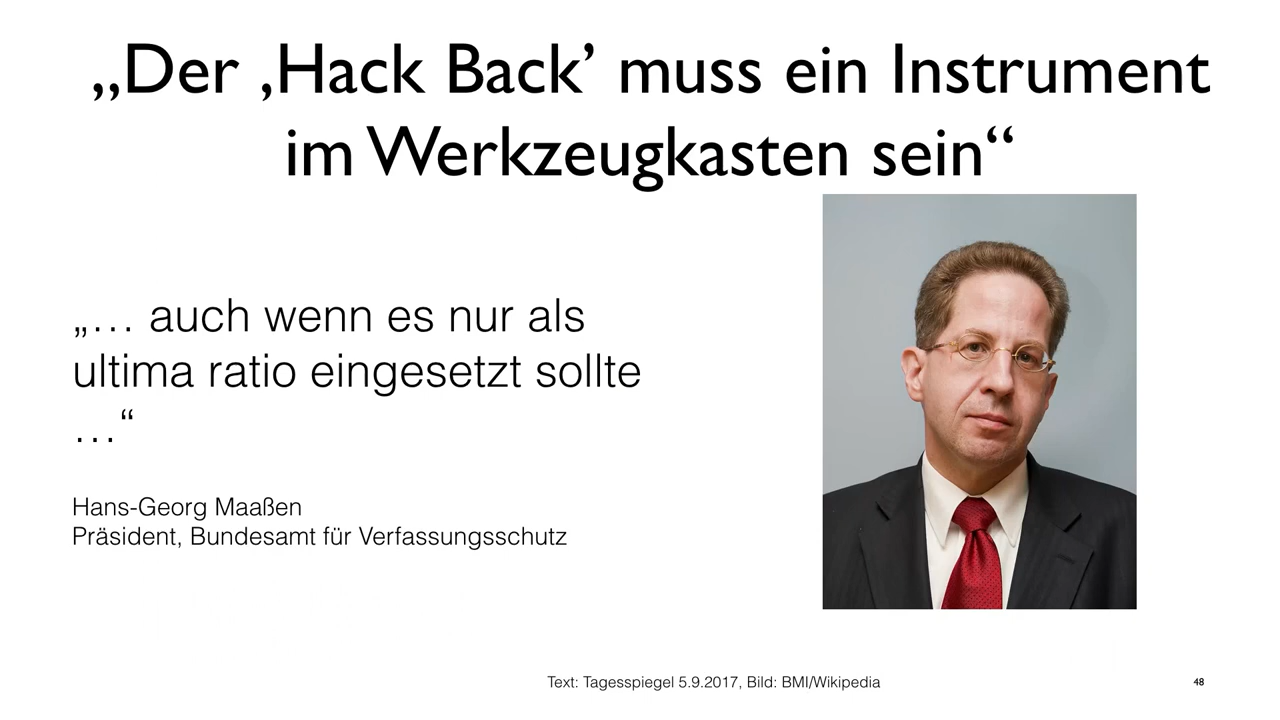 „Der ‚Hack Back’ muss ein Instrument
im Werkzeugkasten sein“
„… auch wenn es nur als
ultima ratio eingesetzt sollte
…“
Hans-Georg Maaßen
Präsident, Bundesamt für Verfassungsschutz
Text: Tagesspiegel 5.9.2017, Bild: BMI/Wikipedia
48